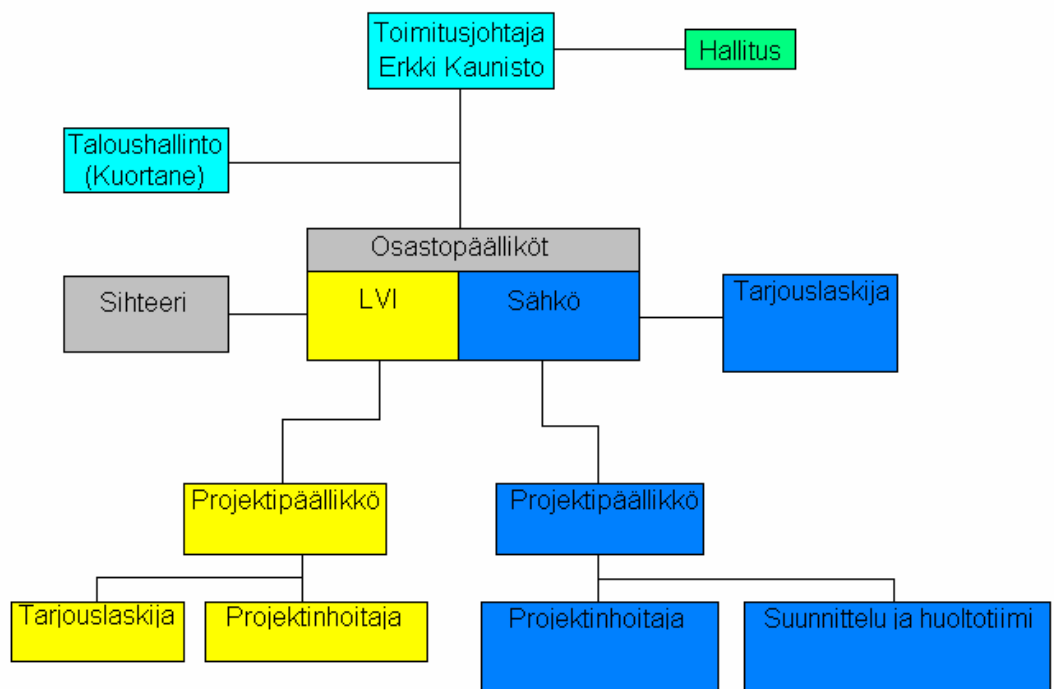 Toimitusjohtaja
Erkki Kaunisto
Hallitus
Taloushallinto
(Kuortane)
Osastopäälliköt
Sihteeri
LVI
Sähkö
Tarjouslaskija
Projektipäällikkö
Projektipäällikkö
Tarjouslaskija
Projektinhoitaja
Projektinhoitaja
Suunnittelu ja huoltotiimi